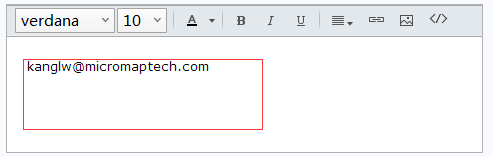 verdana 10 A B I U </>
kanglw@micromaptech.com